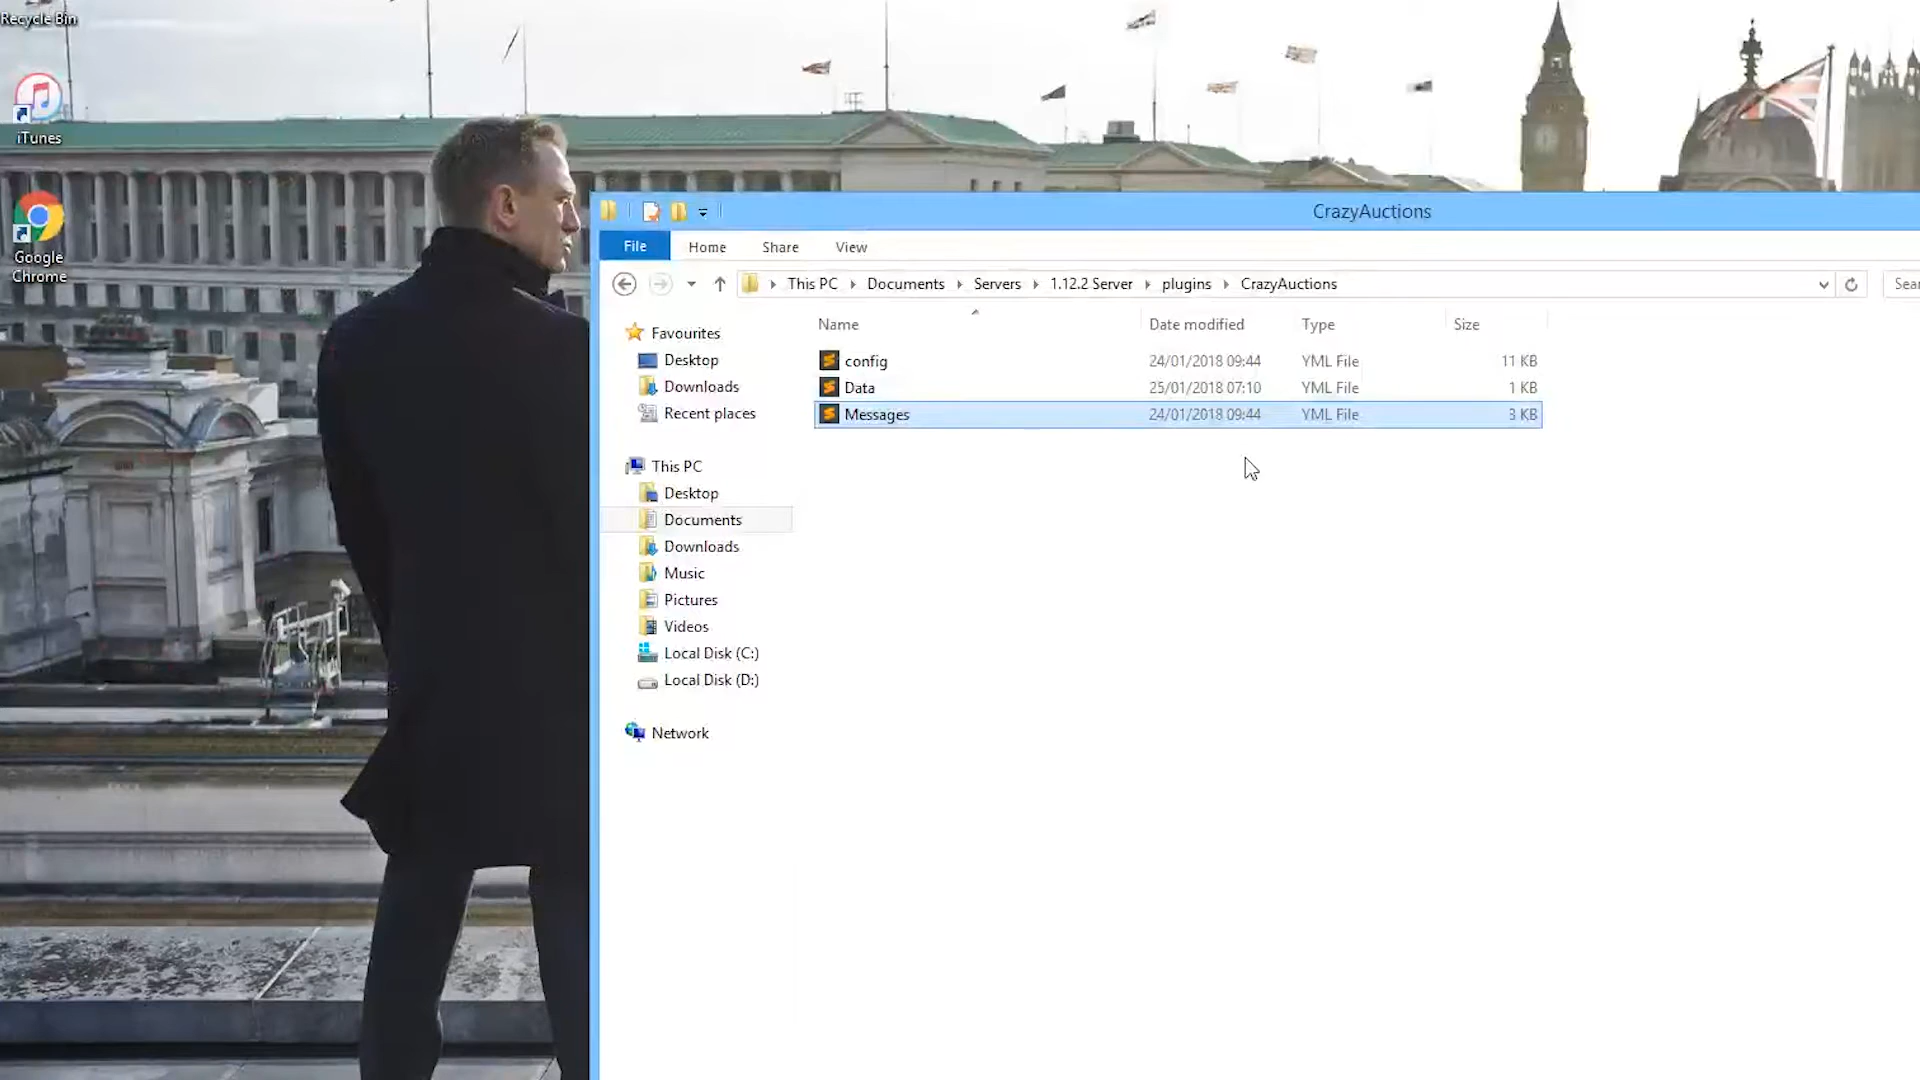 Recycle Bin
iTunes
Google
Chrome
CrazyAuctions
File Home Share View
This PC Documents Servers 1.12.2 Server plugins CrazyAuctions
Name Date modified Type Size
config 24/01/2018 09:44 YML File 11 KB
Data 25/01/2018 07:10 YML File 1 KB
Messages 24/01/2018 09:44 YML File 3 KB
Favourites
Desktop
Downloads
Recent places
This PC
Desktop
Documents
Downloads
Music
Pictures
Videos
Local Disk (C:)
Local Disk (D:)
Network